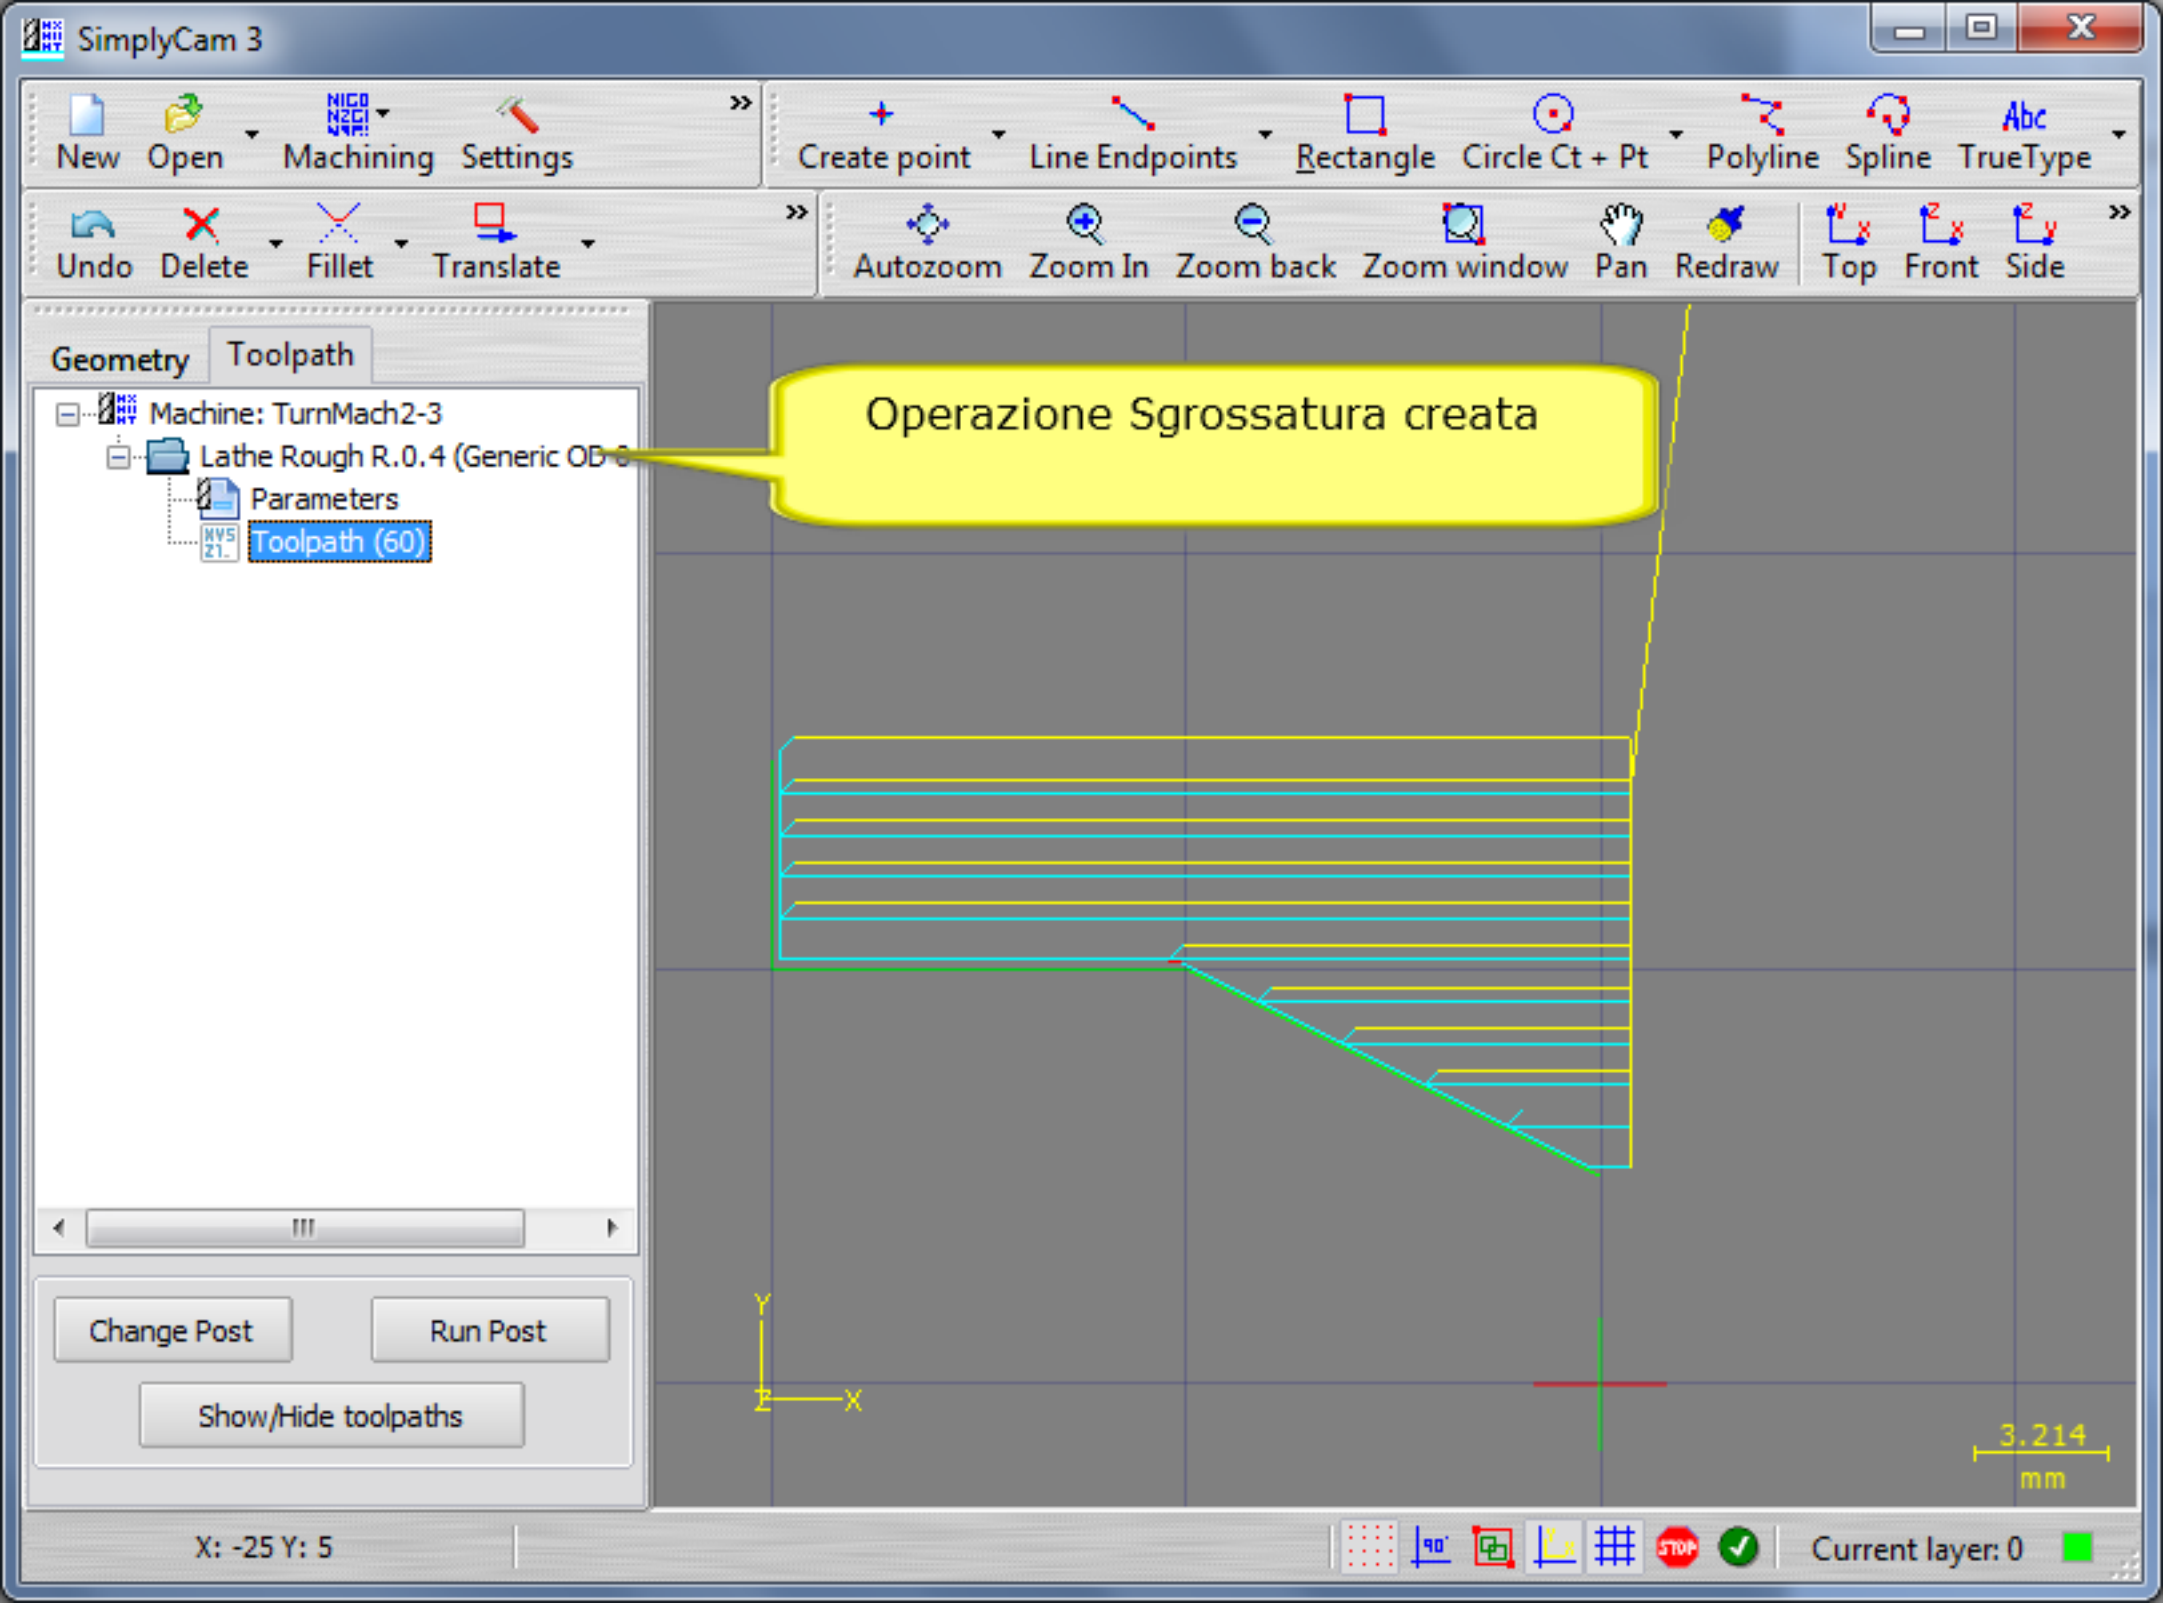 SimplyCam 3
New Open Machining Settings »
Create point Line Endpoints Rectangle Circle Ct + Pt Polyline Spline Abc TrueType
Undo Delete Fillet Translate »
Autozoom Zoom In Zoom back Zoom window Pan Redraw Top Front Side »
Geometry Toolpath
Machine: TurnMach2-3
Lathe Rough R.0.4 (Generic OD
Parameters
Toolpath (60)
Operazione Sgrossatura creata
Change Post Run Post
Show/Hide toolpaths
Y
Z X
3.214
mm
X: -25 Y: 5
90° STOP Current layer: 0